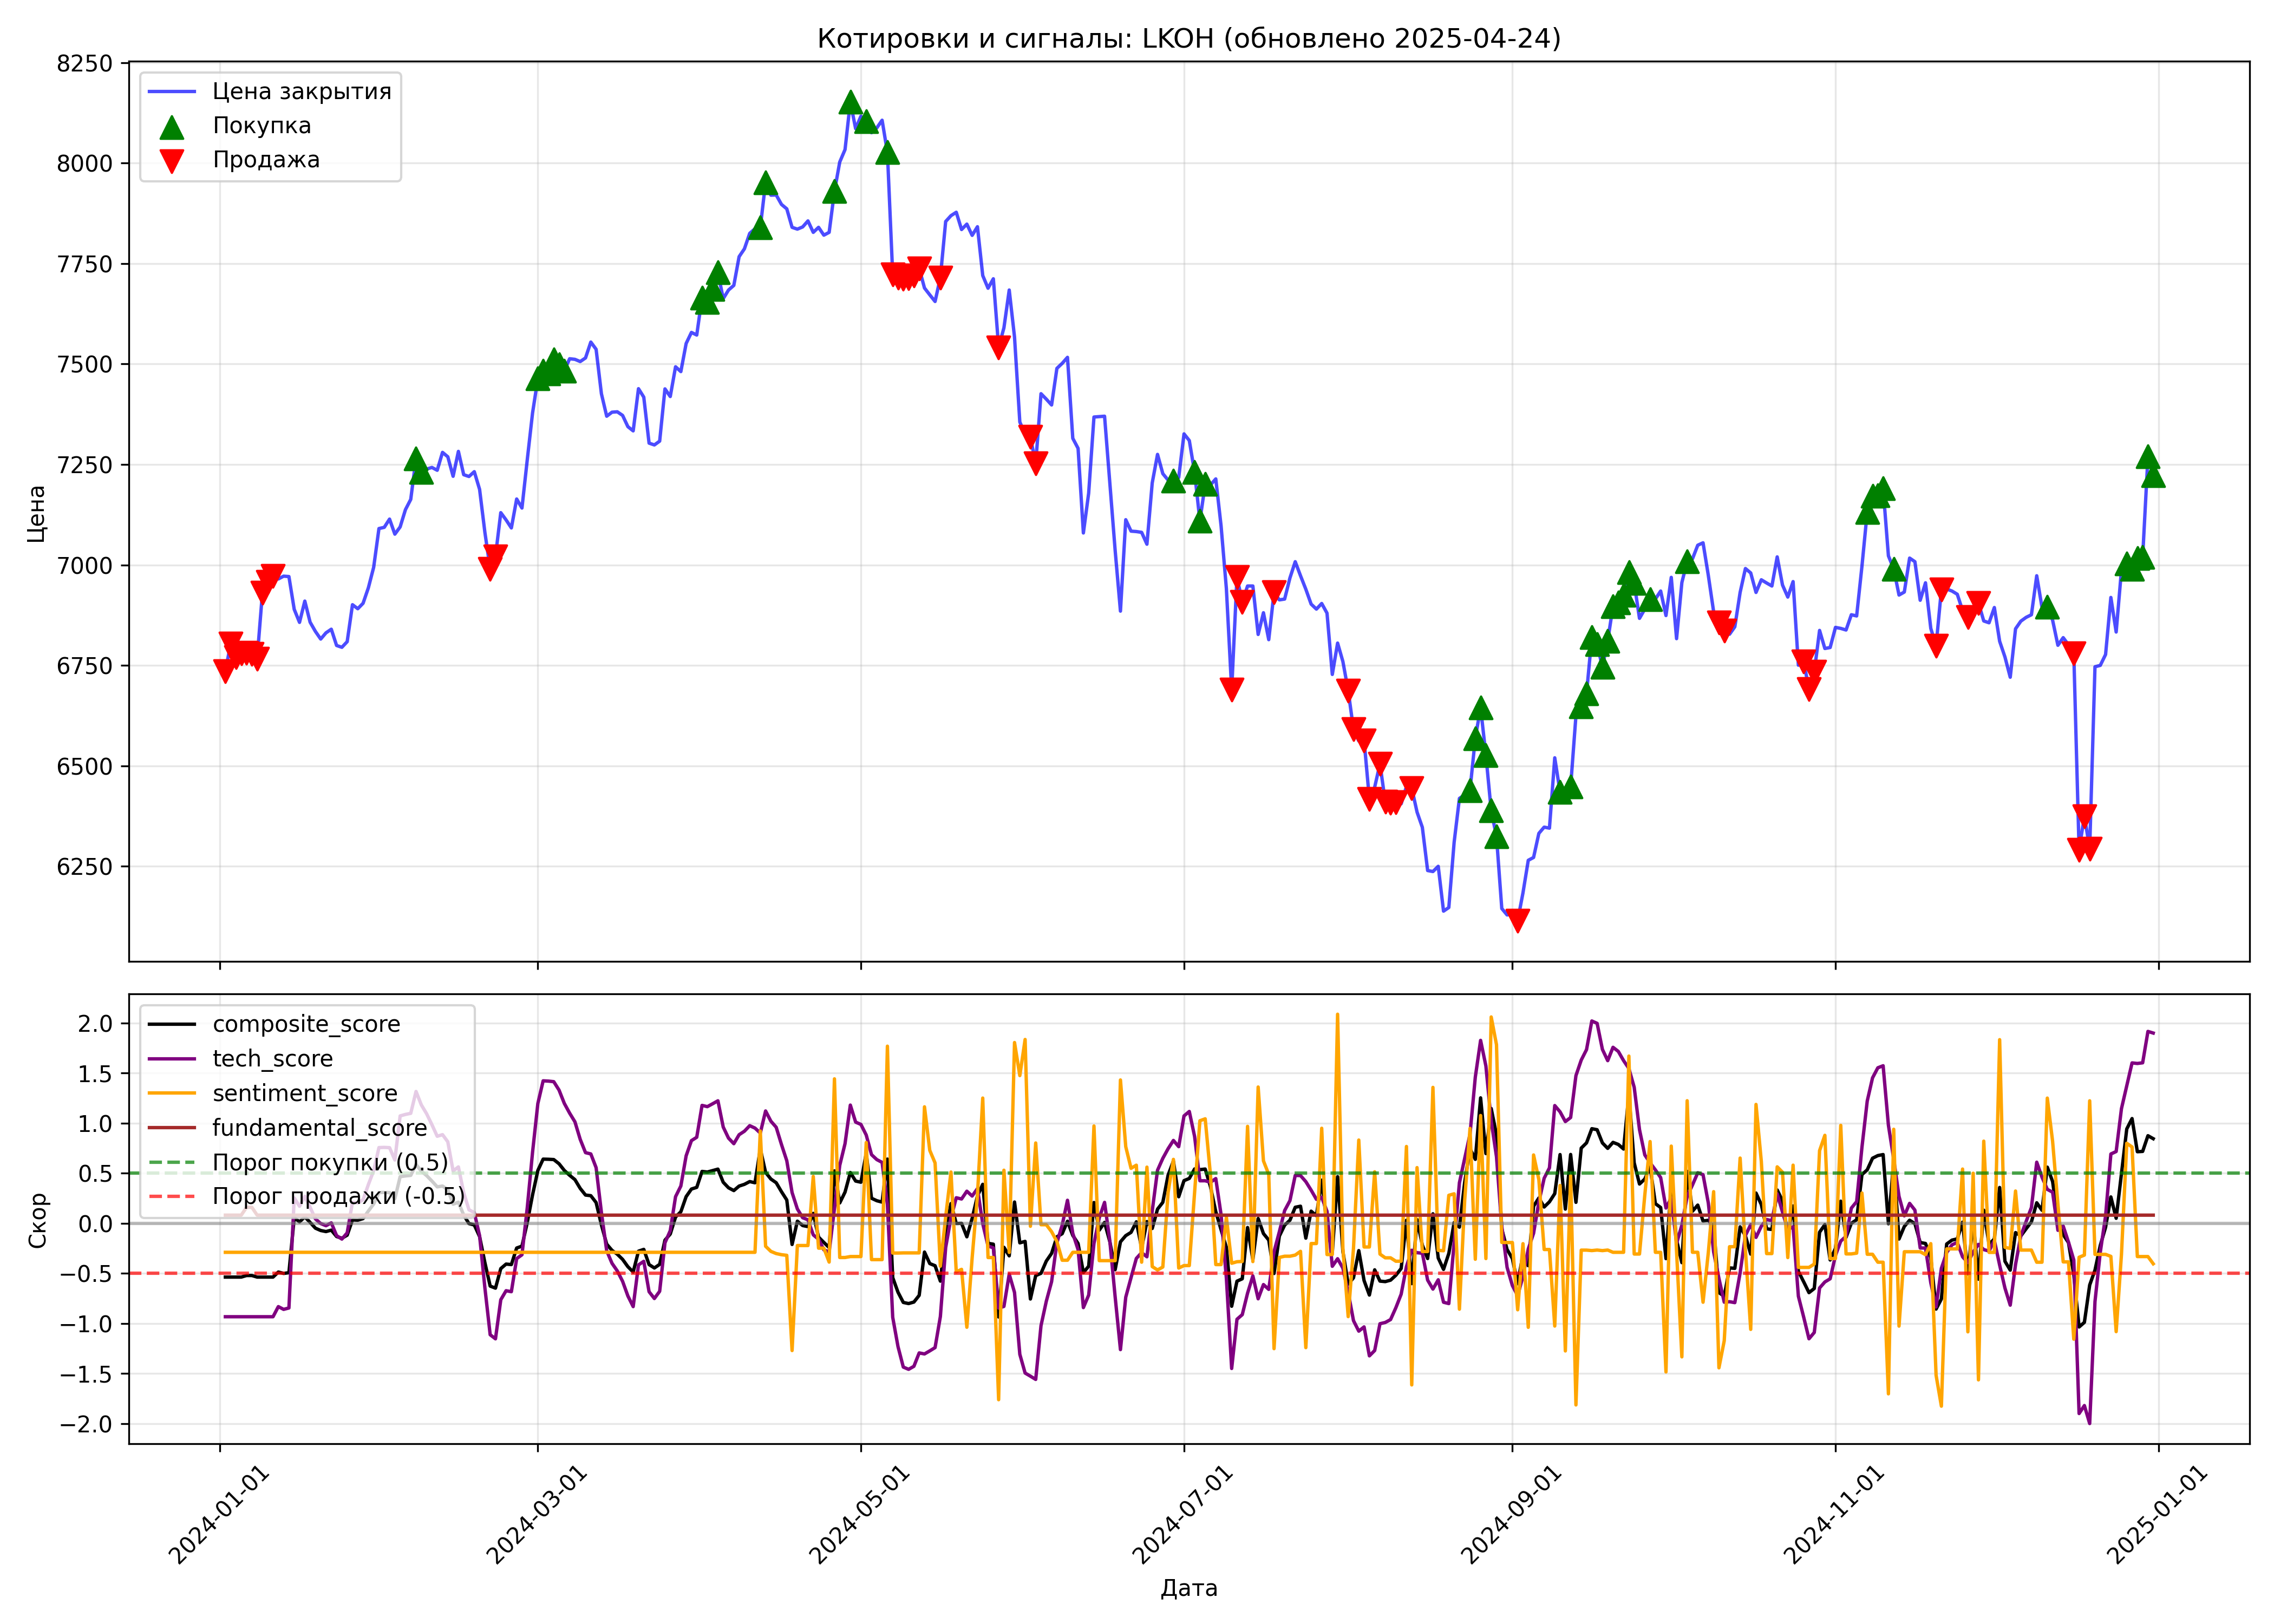 Котировки и сигналы: LKOH (обновлено 2025-04-24)
8250
8000
7750
7500
7250
7000
6750
6500
6250
Цена
Цена закрытия
Покупка
Продажа
2.0
1.5
1.0
0.5
0.0
−0.5
−1.0
−1.5
−2.0
Скор
composite_score
tech_score
sentiment_score
fundamental_score
Порог покупки (0.5)
Порог продажи (-0.5)
2024-01-01
2024-03-01
2024-05-01
2024-07-01
2024-09-01
2024-11-01
2025-01-01
Дата